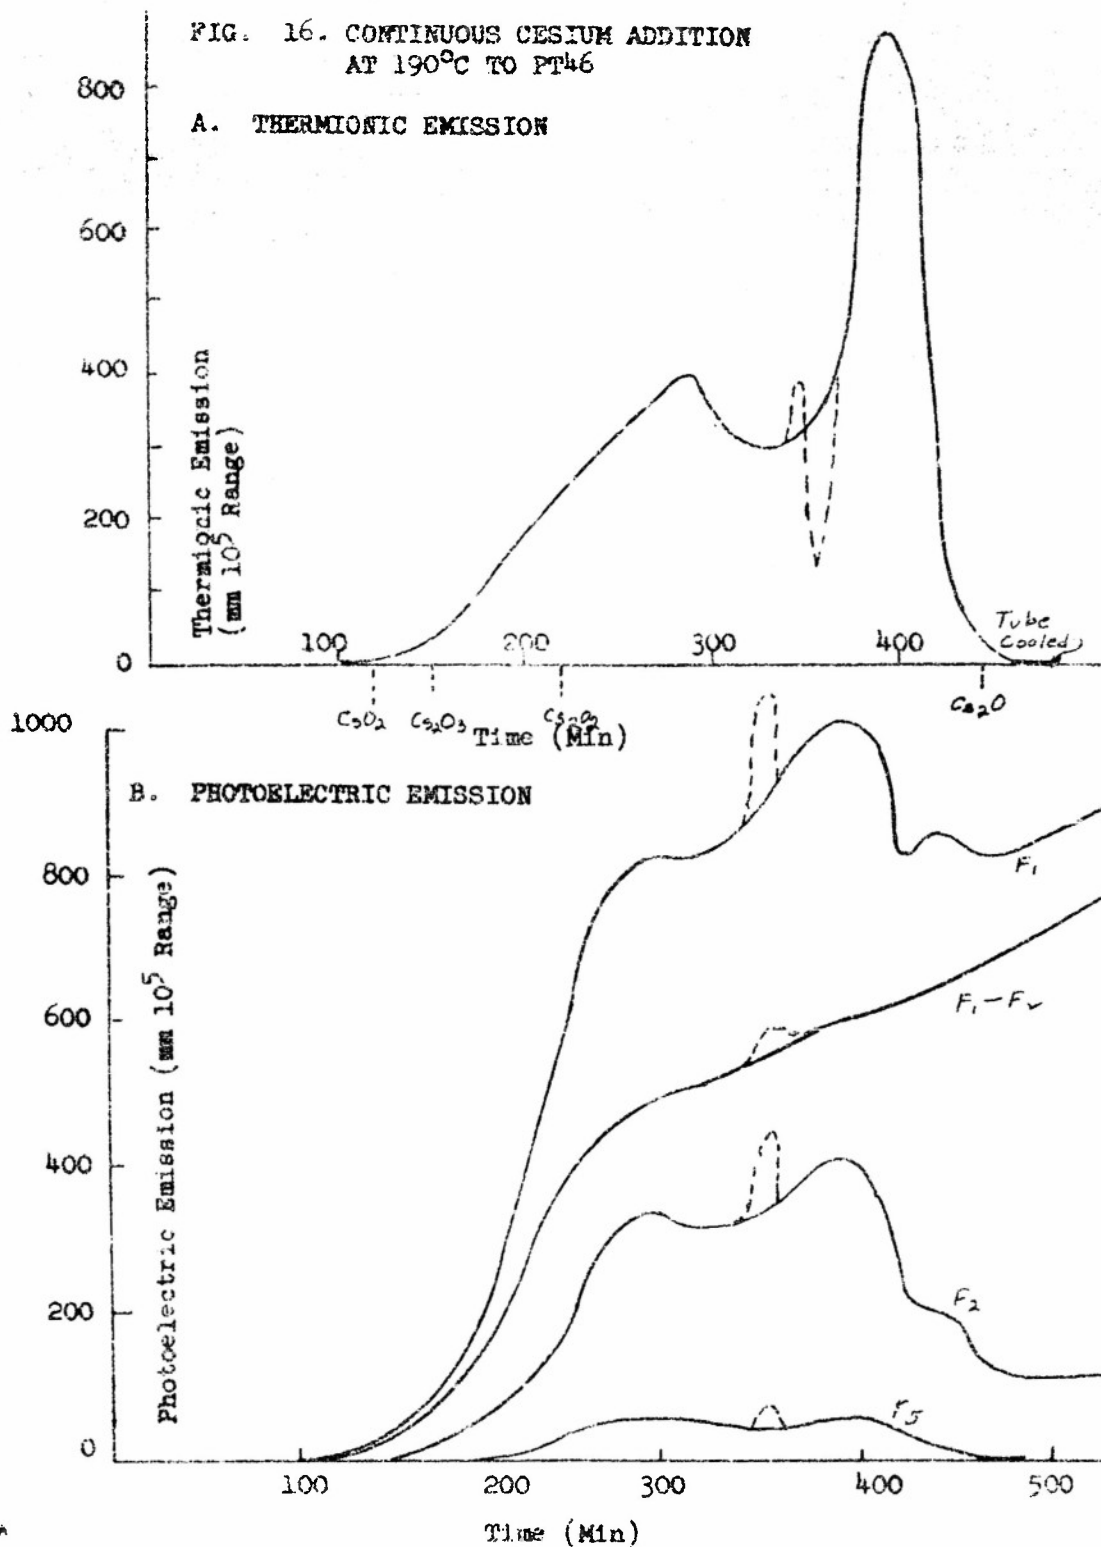 FIG. 16. CONTINUOUS CESIUM ADDITION
AT 190°C TO PT46
A. THERMIONIC EMISSION
800
600
400
200
0
Thermionic Emission
(mm 10⁵ Range)
100 200 300 400
Tube
Cooled
CsO₂ Cs₂O₃ Cs₂O₂ Cs₂O
Time (Min)
B. PHOTOELECTRIC EMISSION
1000
800
600
400
200
0
Photoelectric Emission (mm 10⁵ Range)
F₁
F₂
F₅
100 200 300 400 500
Time (Min)